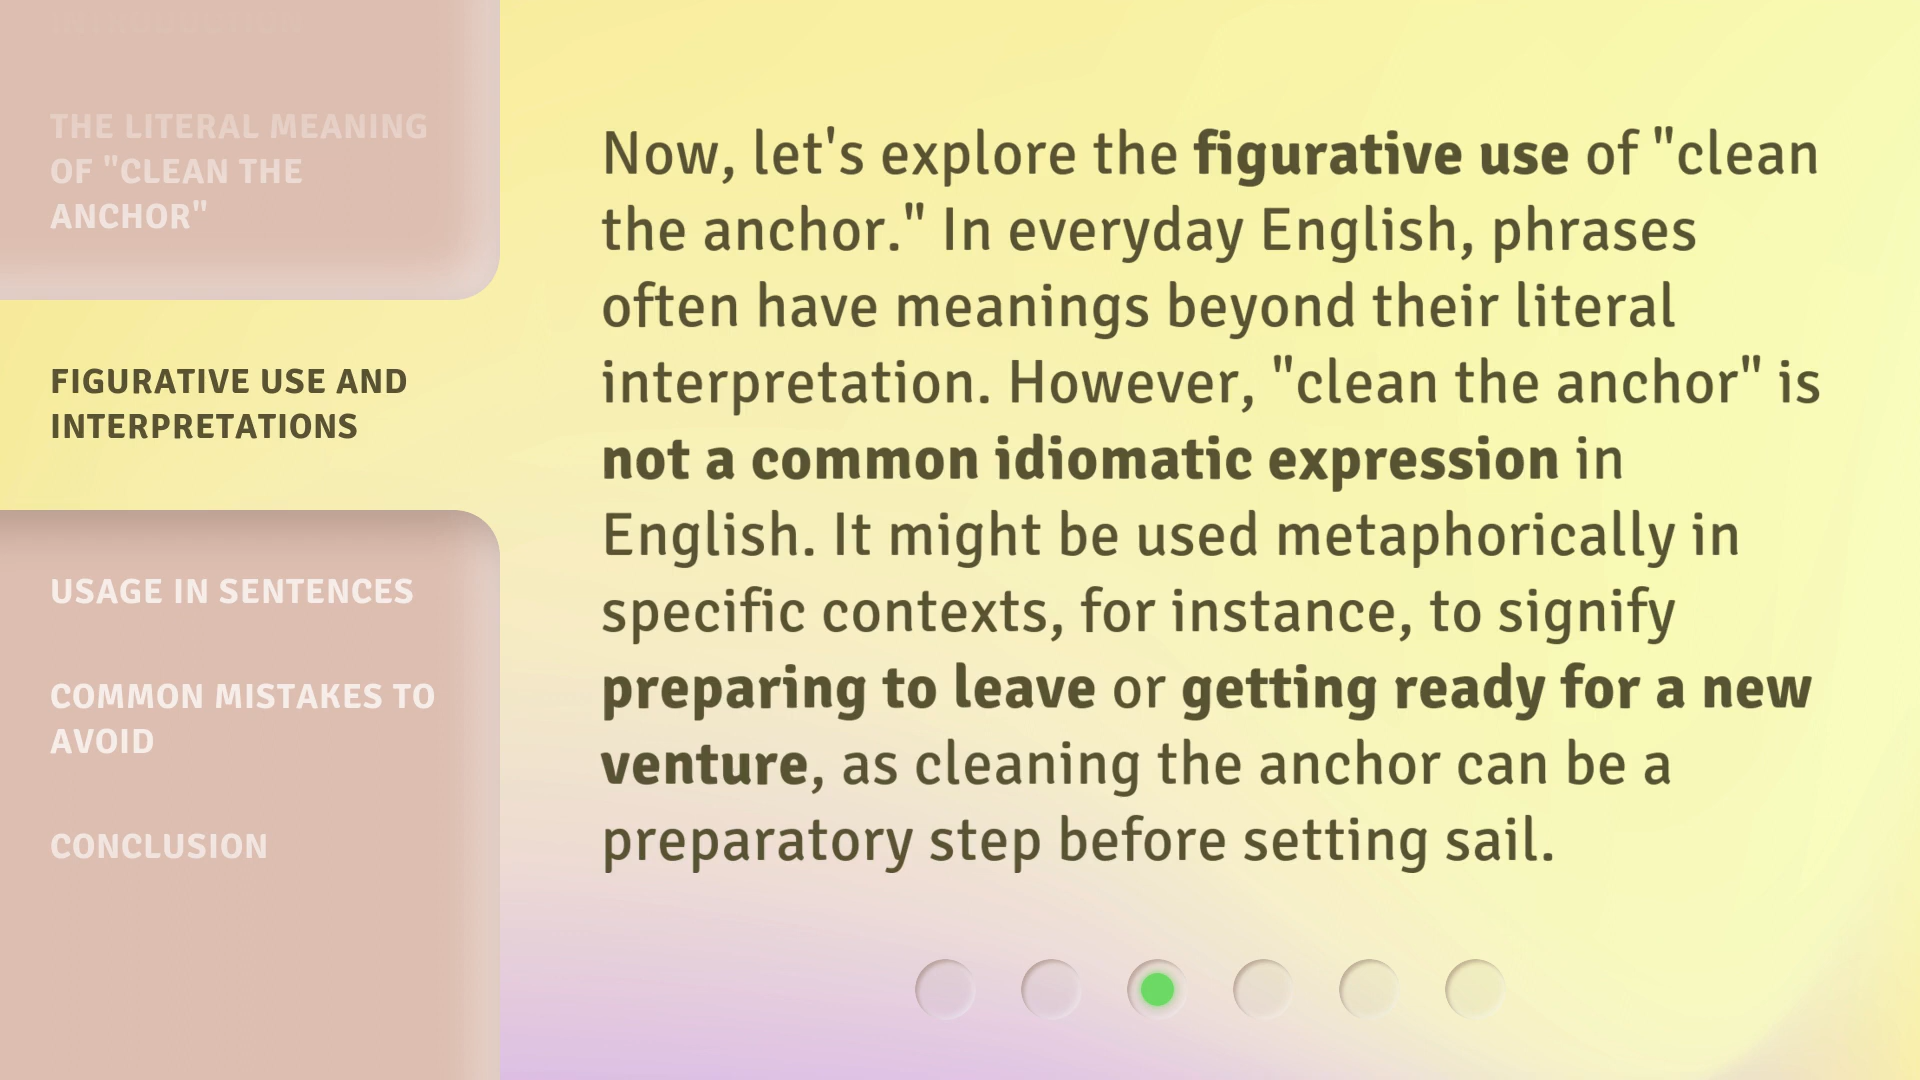 INTRODUCTION
THE LITERAL MEANING
OF "CLEAN THE
ANCHOR"
FIGURATIVE USE AND
INTERPRETATIONS
USAGE IN SENTENCES
COMMON MISTAKES TO
AVOID
CONCLUSION
Now, let's explore the figurative use of "clean
the anchor." In everyday English, phrases
often have meanings beyond their literal
interpretation. However, "clean the anchor" is
not a common idiomatic expression in
English. It might be used metaphorically in
specific contexts, for instance, to signify
preparing to leave or getting ready for a new
venture, as cleaning the anchor can be a
preparatory step before setting sail.